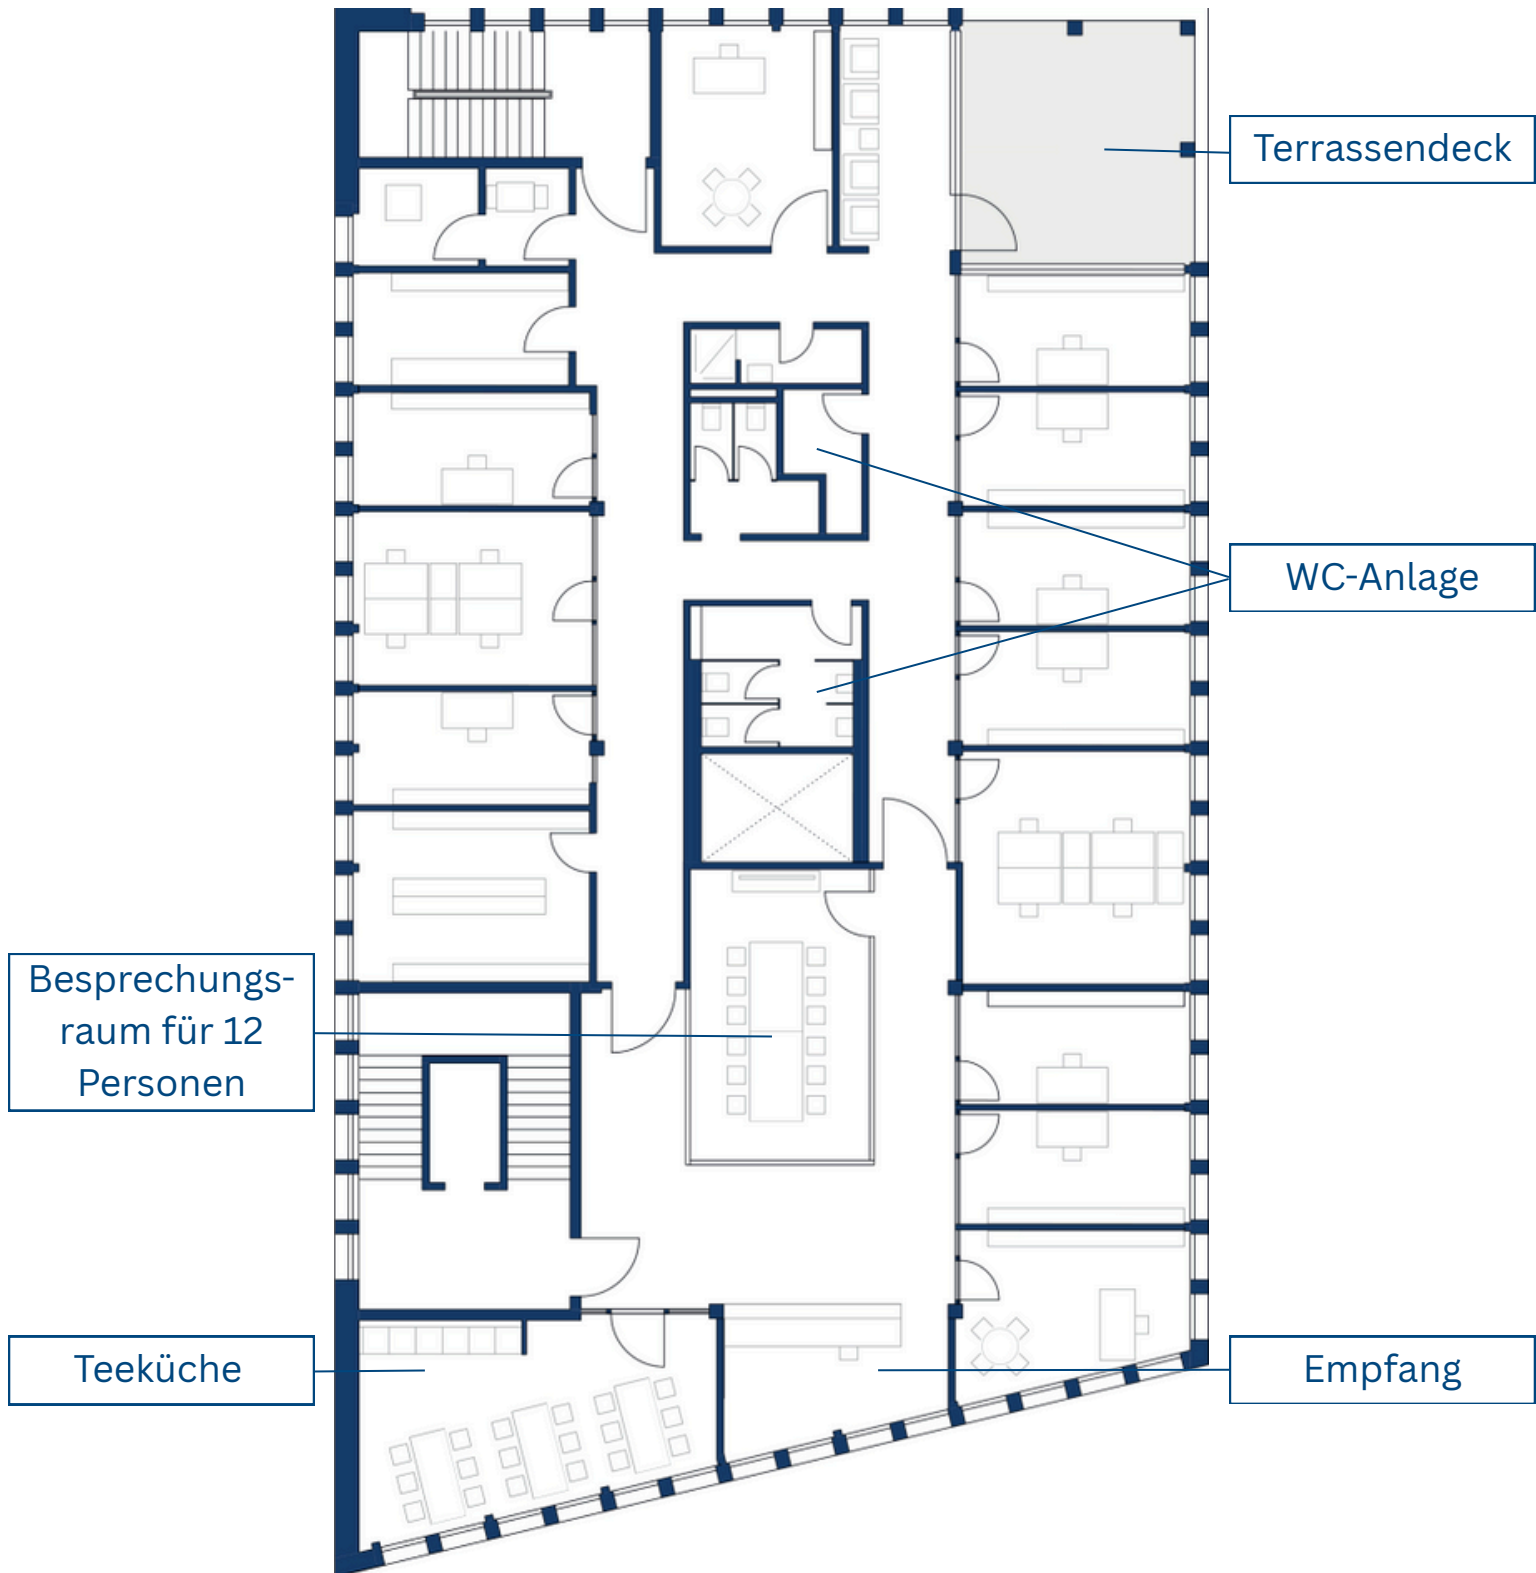 Terrassendeck
WC-Anlage
Besprechungs-
raum für 12
Personen
Teeküche
Empfang